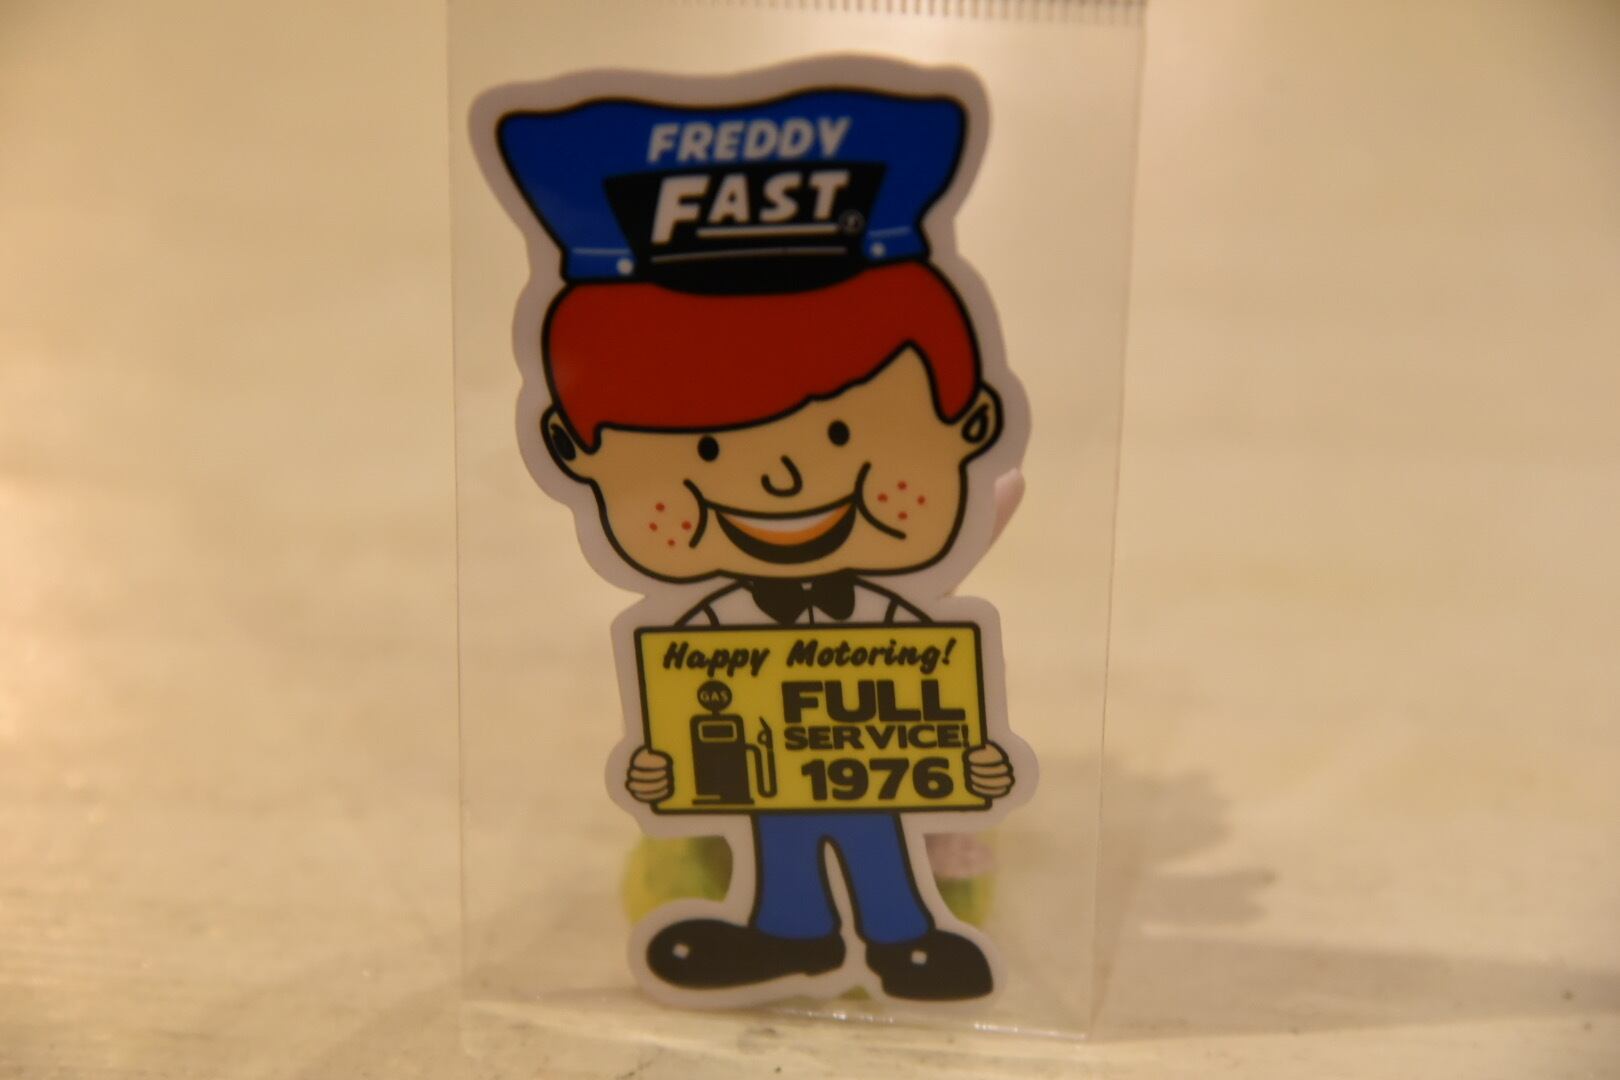 FREDDY
FAST
Happy Motoring!
GAS
FULL
SERVICE!
1976